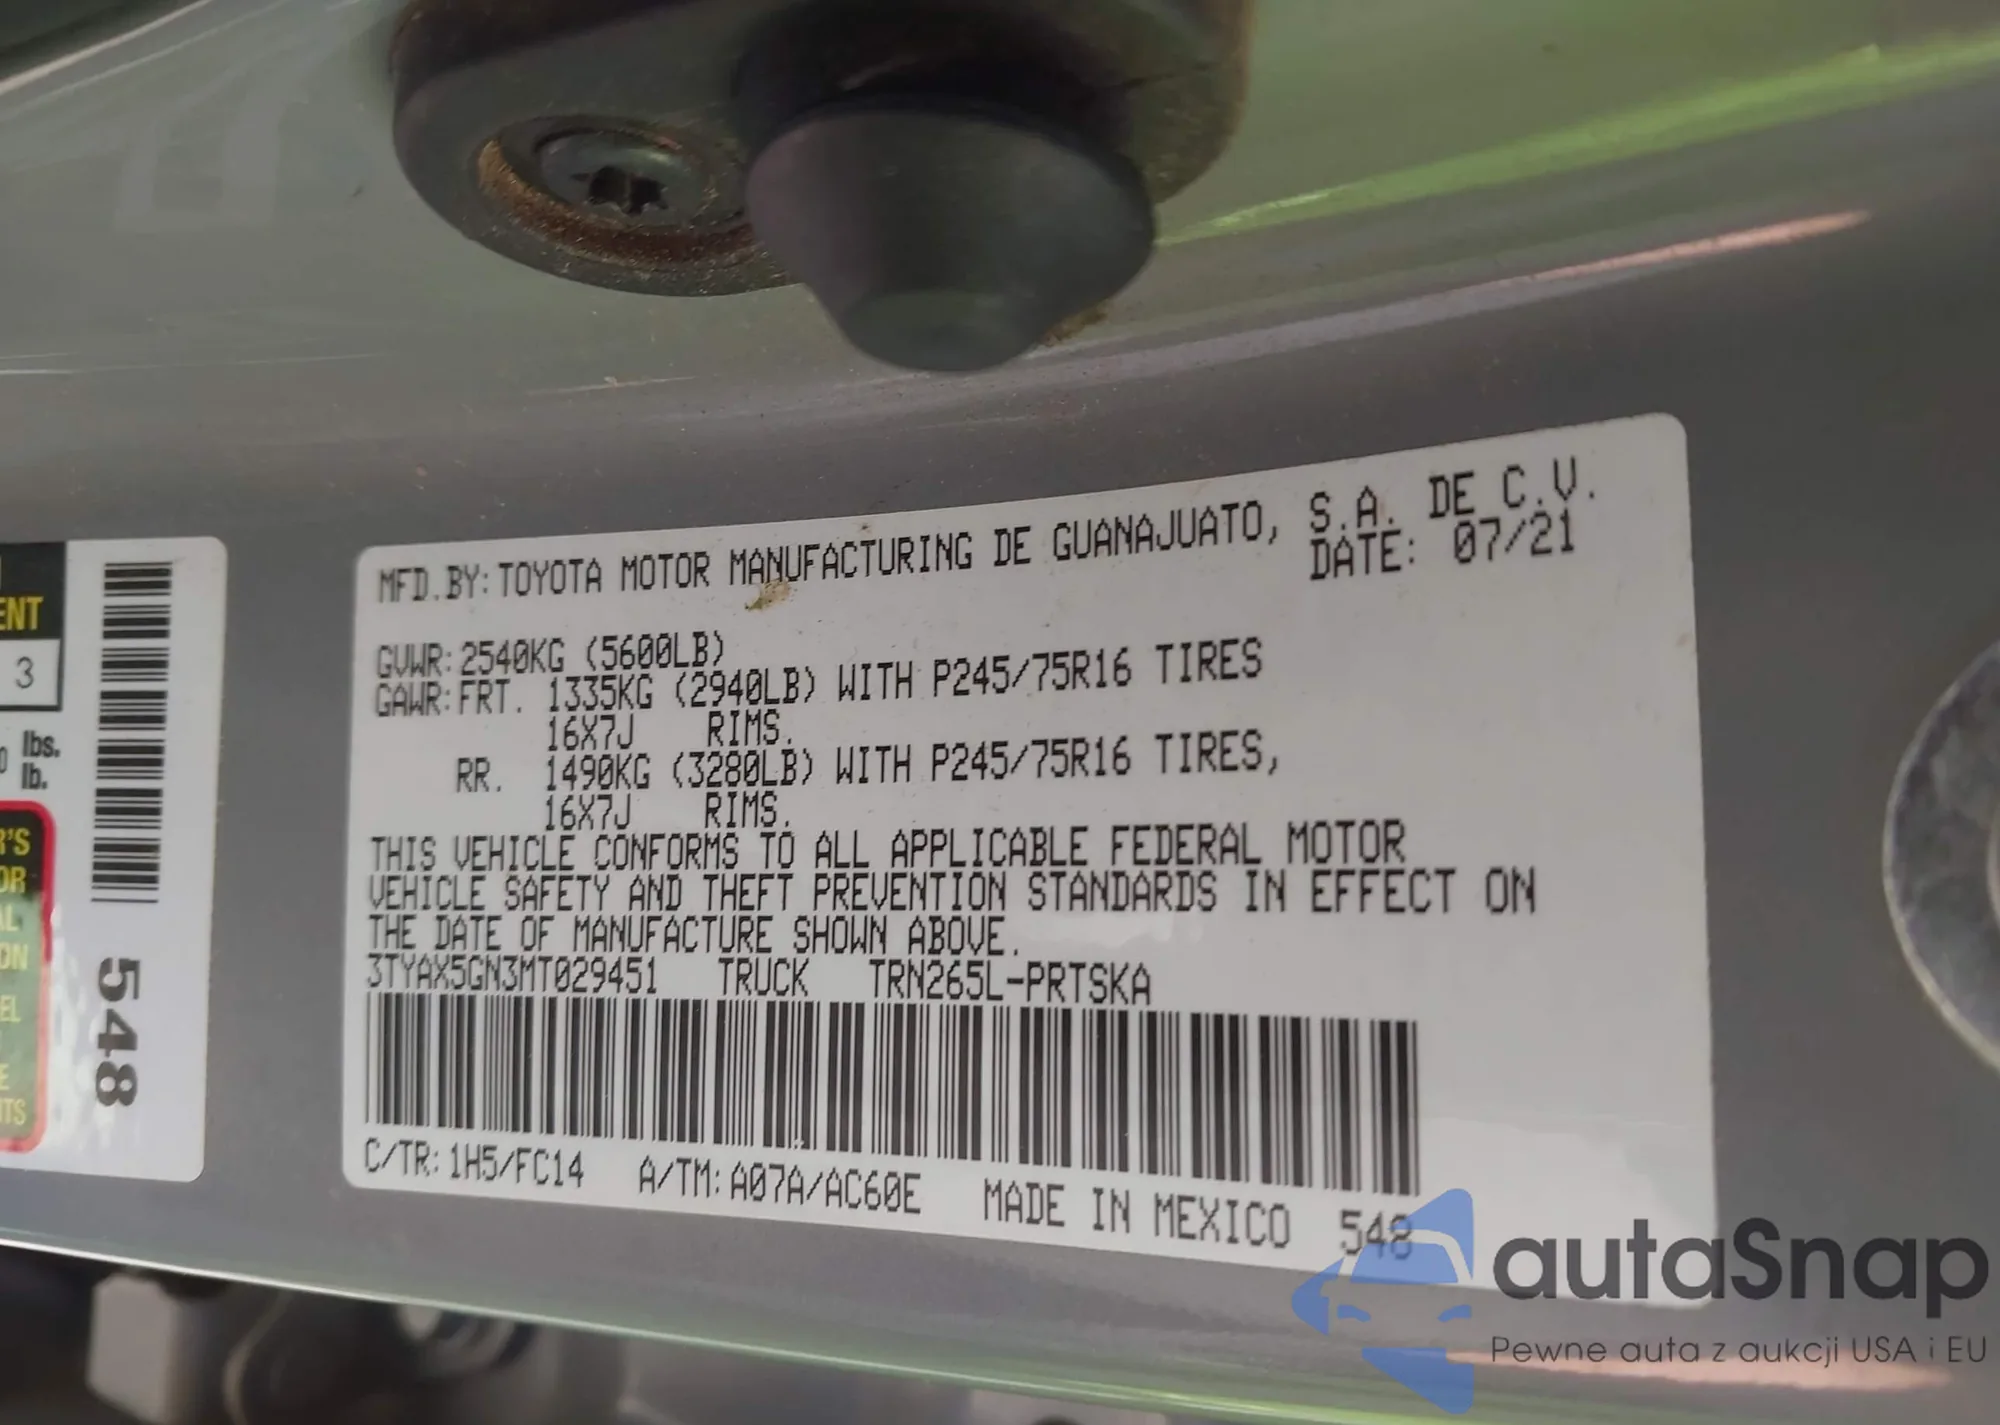 MFD.BY:TOYOTA MOTOR MANUFACTURING DE GUANAJUATO, S.A. DE C.V.
DATE: 07/21
GVWR:2540KG (5600LB)
GAWR:FRT. 1335KG (2940LB) WITH P245/75R16 TIRES
16X7J RIMS.
RR. 1490KG (3280LB) WITH P245/75R16 TIRES,
16X7J RIMS.
THIS VEHICLE CONFORMS TO ALL APPLICABLE FEDERAL MOTOR
VEHICLE SAFETY AND THEFT PREVENTION STANDARDS IN EFFECT ON
THE DATE OF MANUFACTURE SHOWN ABOVE.
3TYAX5GN3MT029451 TRUCK TRN265L-PRTSKA
C/TR:1H5/FC14 A/TM:A07A/AC60E MADE IN MEXICO 548
3
lbs.
lb.
548
autaSnap
Pewne auta z aukcji USA i EU